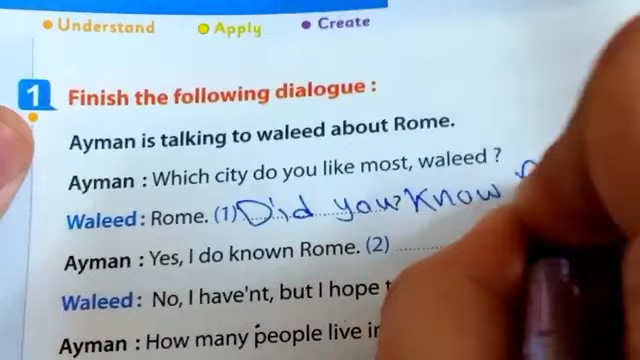 Understand Apply Create
1 Finish the following dialogue :
Ayman is talking to waleed about Rome.
Ayman : Which city do you like most, waleed ?
Waleed : Rome. (1) Did you? Know
Ayman : Yes, I do known Rome. (2) ..........
Waleed : No, I have'nt, but I hope
Ayman : How many people live in